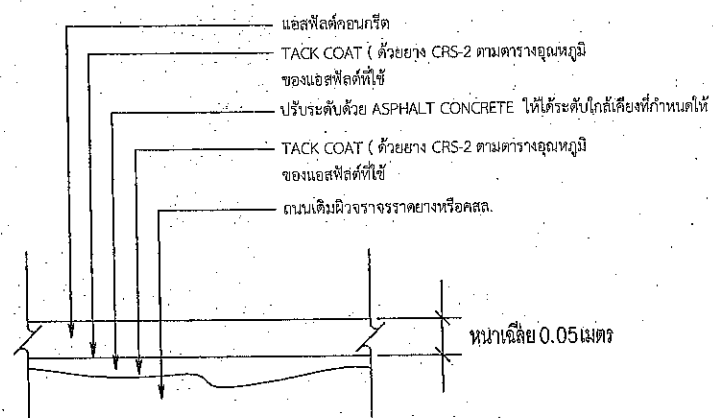 แอสฟัลต์คอนกรีต
TACK COAT ( ด้วยยาง CRS-2 ตามตารางอุณหภูมิ
ของแอสฟัลต์ที่ใช้
ปรับระดับด้วย ASPHALT CONCRETE ให้ได้ระดับใกล้เคียงที่กำหนดให้
TACK COAT ( ด้วยยาง CRS-2 ตามตารางอุณหภูมิ
ของแอสฟัลต์ที่ใช้
ถนนเดิมผิวจราจรราดยางหรือคสล.
หนาเฉลี่ย 0.05 เมตร